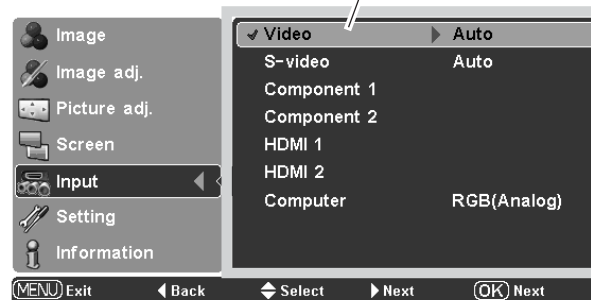 Image
Image adj.
Picture adj.
Screen
Input
Setting
Information
Video Auto
S-video Auto
Component 1
Component 2
HDMI 1
HDMI 2
Computer RGB(Analog)
MENU Exit Back Select Next OK Next